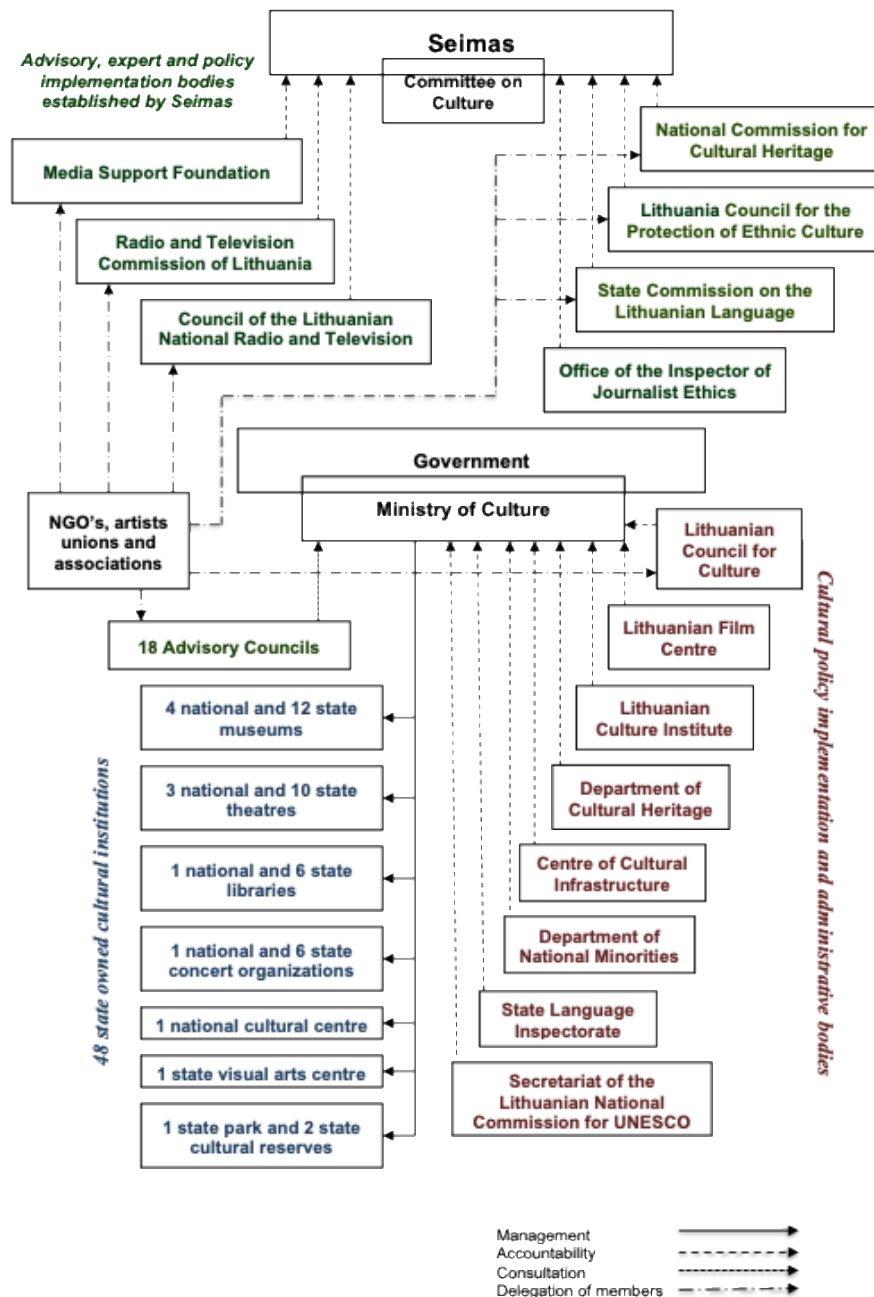 Seimas
Committee on
Culture
Advisory, expert and policy
implementation bodies
established by Seimas
Media Support Foundation
Radio and Television
Commission of Lithuania
Council of the Lithuanian
National Radio and Television
National Commission for
Cultural Heritage
Lithuania Council for the
Protection of Ethnic Culture
State Commission on the
Lithuanian Language
Office of the Inspector of
Journalist Ethics
Government
Ministry of Culture
NGO's, artists
unions and
associations
18 Advisory Councils
Lithuanian
Council for
Culture
Lithuanian Film
Centre
Lithuanian
Culture Institute
Department of
Cultural Heritage
Centre of Cultural
Infrastructure
Department of
National Minorities
State Language
Inspectorate
Secretariat of the
Lithuanian National
Commission for UNESCO
Cultural policy implementation and administrative bodies
48 state owned cultural institutions
4 national and 12 state
museums
3 national and 10 state
theatres
1 national and 6 state
libraries
1 national and 6 state
concert organizations
1 national cultural centre
1 state visual arts centre
1 state park and 2 state
cultural reserves
Management
Accountability
Consultation
Delegation of members